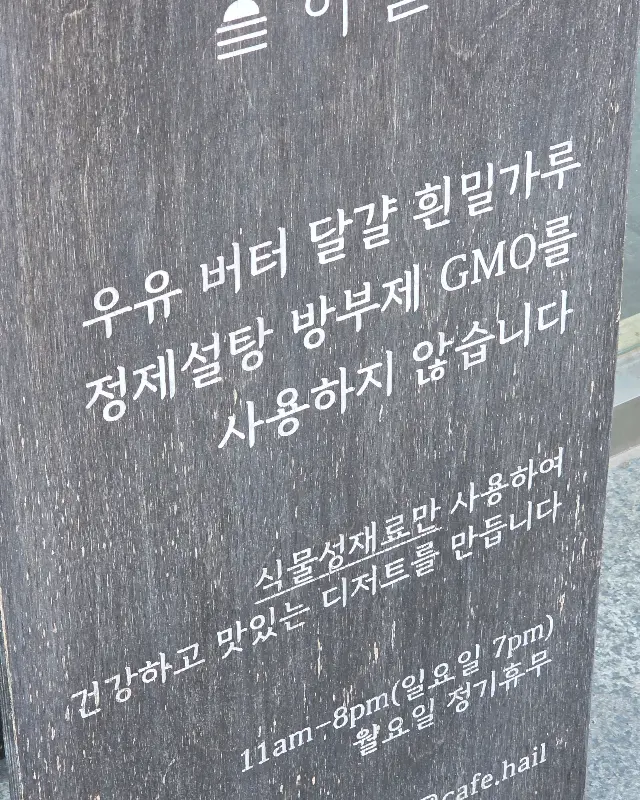 우유 버터 달걀 흰밀가루
정제설탕 방부제 GMO를
사용하지 않습니다
식물성재료만 사용하여
건강하고 맛있는 디저트를 만듭니다
11am-8pm(일요일 7pm)
월요일 정기휴무
@cafe.hail